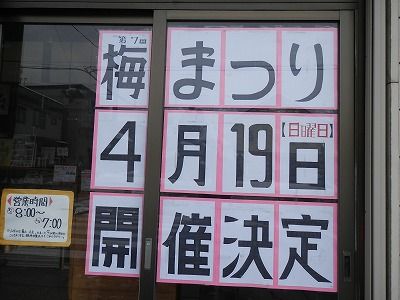 第7回
梅まつり
4月19日
【日曜日】
開催決定
営業時間
8:00〜
7:00